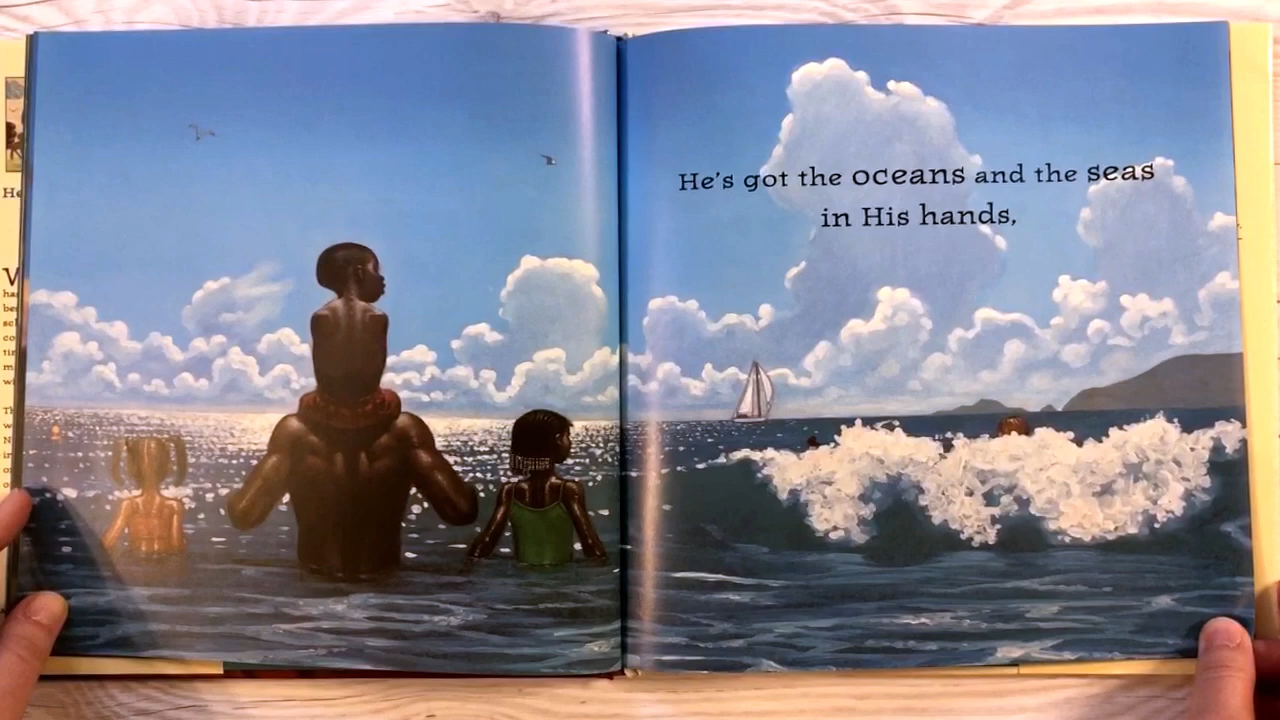 He's got the oceans and the seas
in His hands,